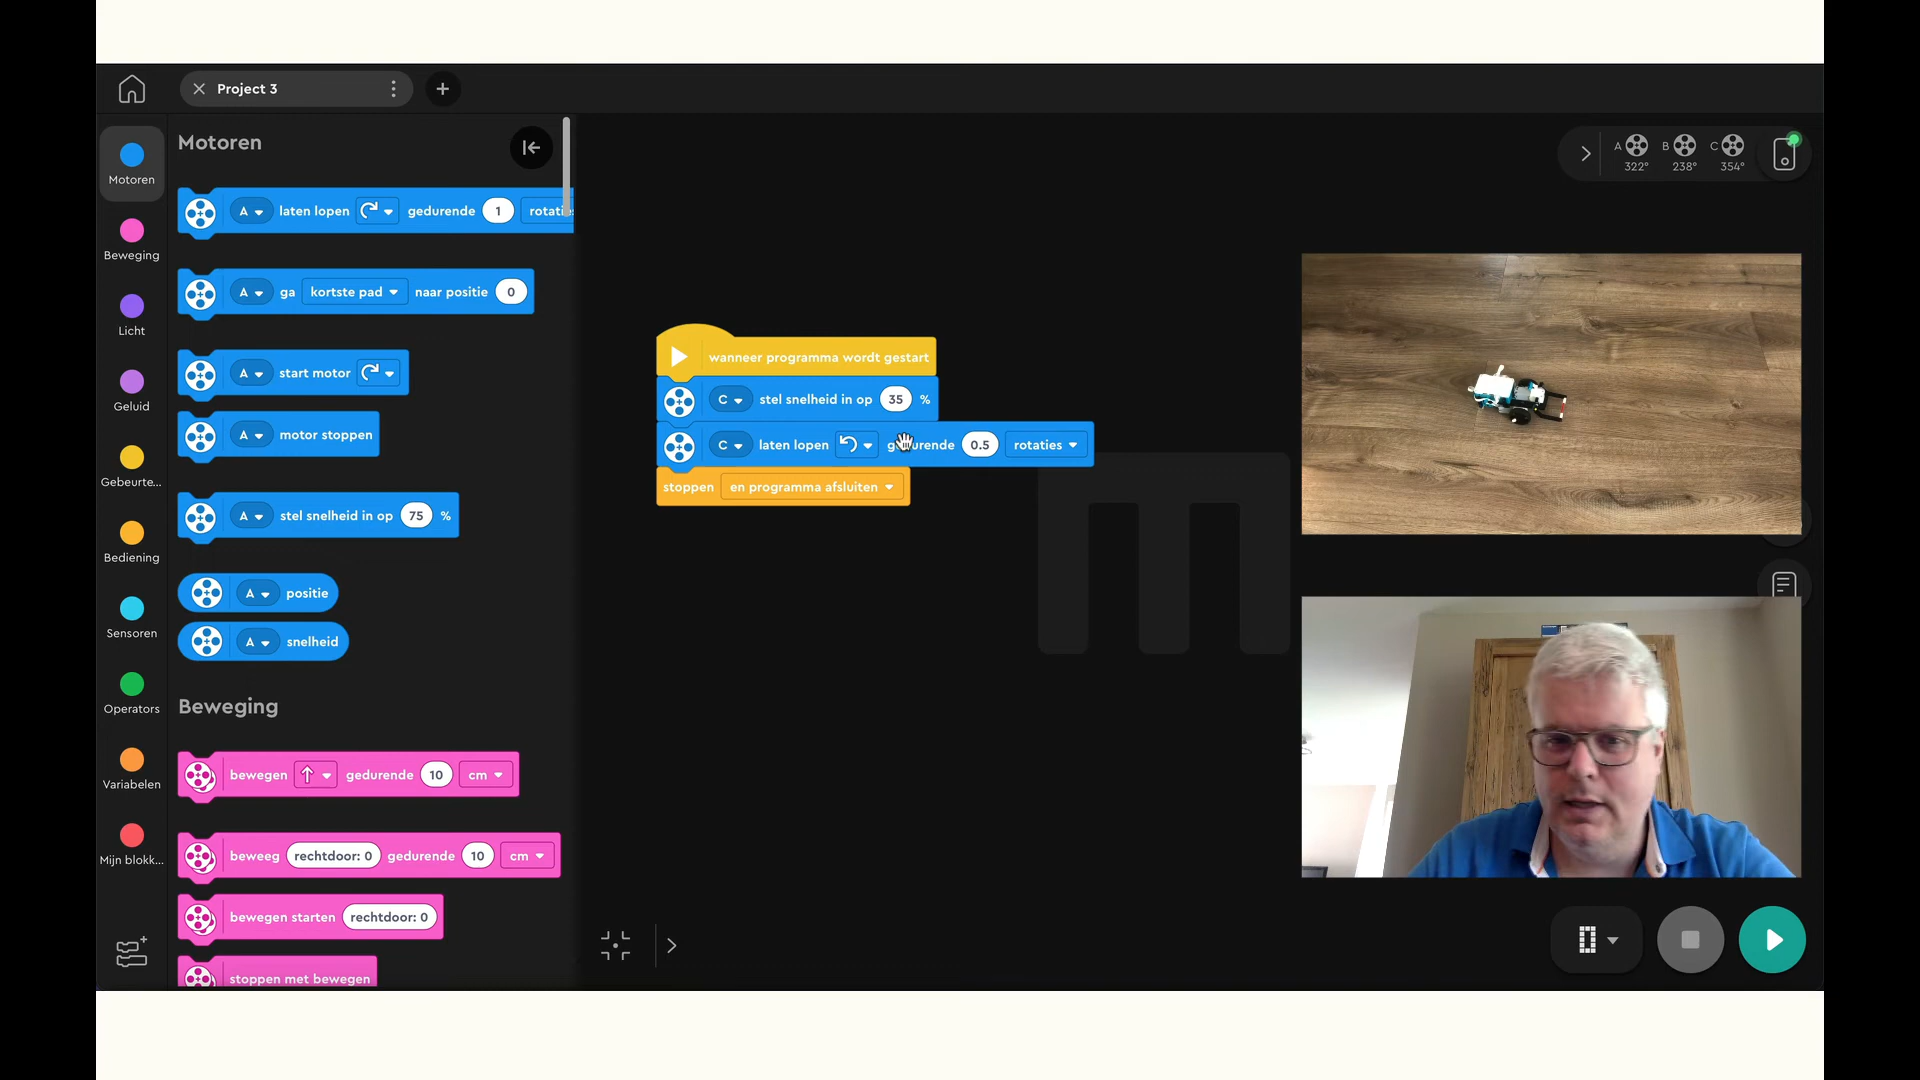 Project 3
Motoren
Beweging
Licht
Geluid
Gebeurte...
Bediening
Sensoren
Operators
Variabelen
Mijn blokk...
Motoren
A laten lopen gedurende 1 rotatie
A ga kortste pad naar positie 0
A start motor
A motor stoppen
A stel snelheid in op 75 %
A positie
A snelheid
Beweging
bewegen gedurende 10 cm
beweeg rechtdoor: 0 gedurende 10 cm
bewegen starten rechtdoor: 0
stoppen met bewegen
wanneer programma wordt gestart
C stel snelheid in op 35 %
C laten lopen gedurende 0.5 rotaties
stoppen en programma afsluiten
A B C
322° 238° 354°